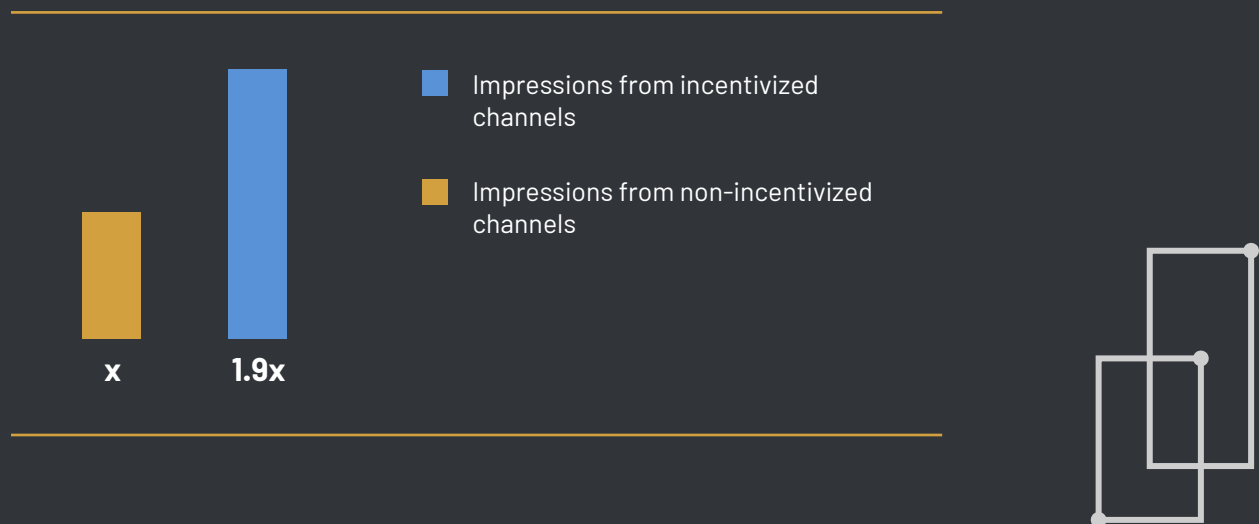 Impressions from incentivized
channels
Impressions from non-incentivized
channels
x
1.9x